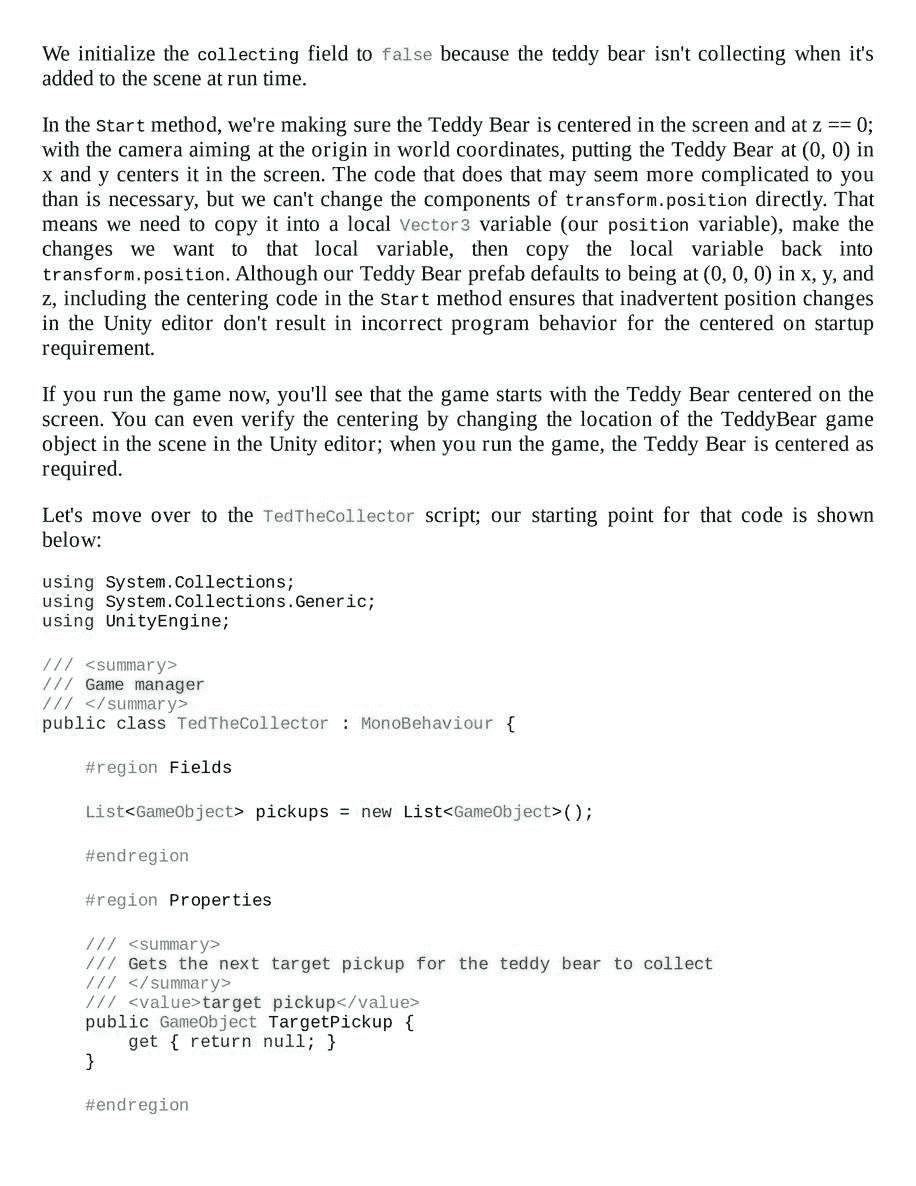 We initialize the collecting field to false because the teddy bear isn't collecting when it's
added to the scene at run time.
In the Start method, we're making sure the Teddy Bear is centered in the screen and at z == 0;
with the camera aiming at the origin in world coordinates, putting the Teddy Bear at (0, 0) in
x and y centers it in the screen. The code that does that may seem more complicated to you
than is necessary, but we can't change the components of transform.position directly. That
means we need to copy it into a local Vector3 variable (our position variable), make the
changes we want to that local variable, then copy the local variable back into
transform.position. Although our Teddy Bear prefab defaults to being at (0, 0, 0) in x, y, and
z, including the centering code in the Start method ensures that inadvertent position changes
in the Unity editor don't result in incorrect program behavior for the centered on startup
requirement.
If you run the game now, you'll see that the game starts with the Teddy Bear centered on the
screen. You can even verify the centering by changing the location of the TeddyBear game
object in the scene in the Unity editor; when you run the game, the Teddy Bear is centered as
required.
Let's move over to the TedTheCollector script; our starting point for that code is shown
below:
using System.Collections;
using System.Collections.Generic;
using UnityEngine;
/// <summary>
/// Game manager
/// </summary>
public class TedTheCollector : MonoBehaviour {
    #region Fields
    List<GameObject> pickups = new List<GameObject>();
    #endregion
    #region Properties
    /// <summary>
    /// Gets the next target pickup for the teddy bear to collect
    /// </summary>
    /// <value>target pickup</value>
    public GameObject TargetPickup {
        get { return null; }
    }
    #endregion